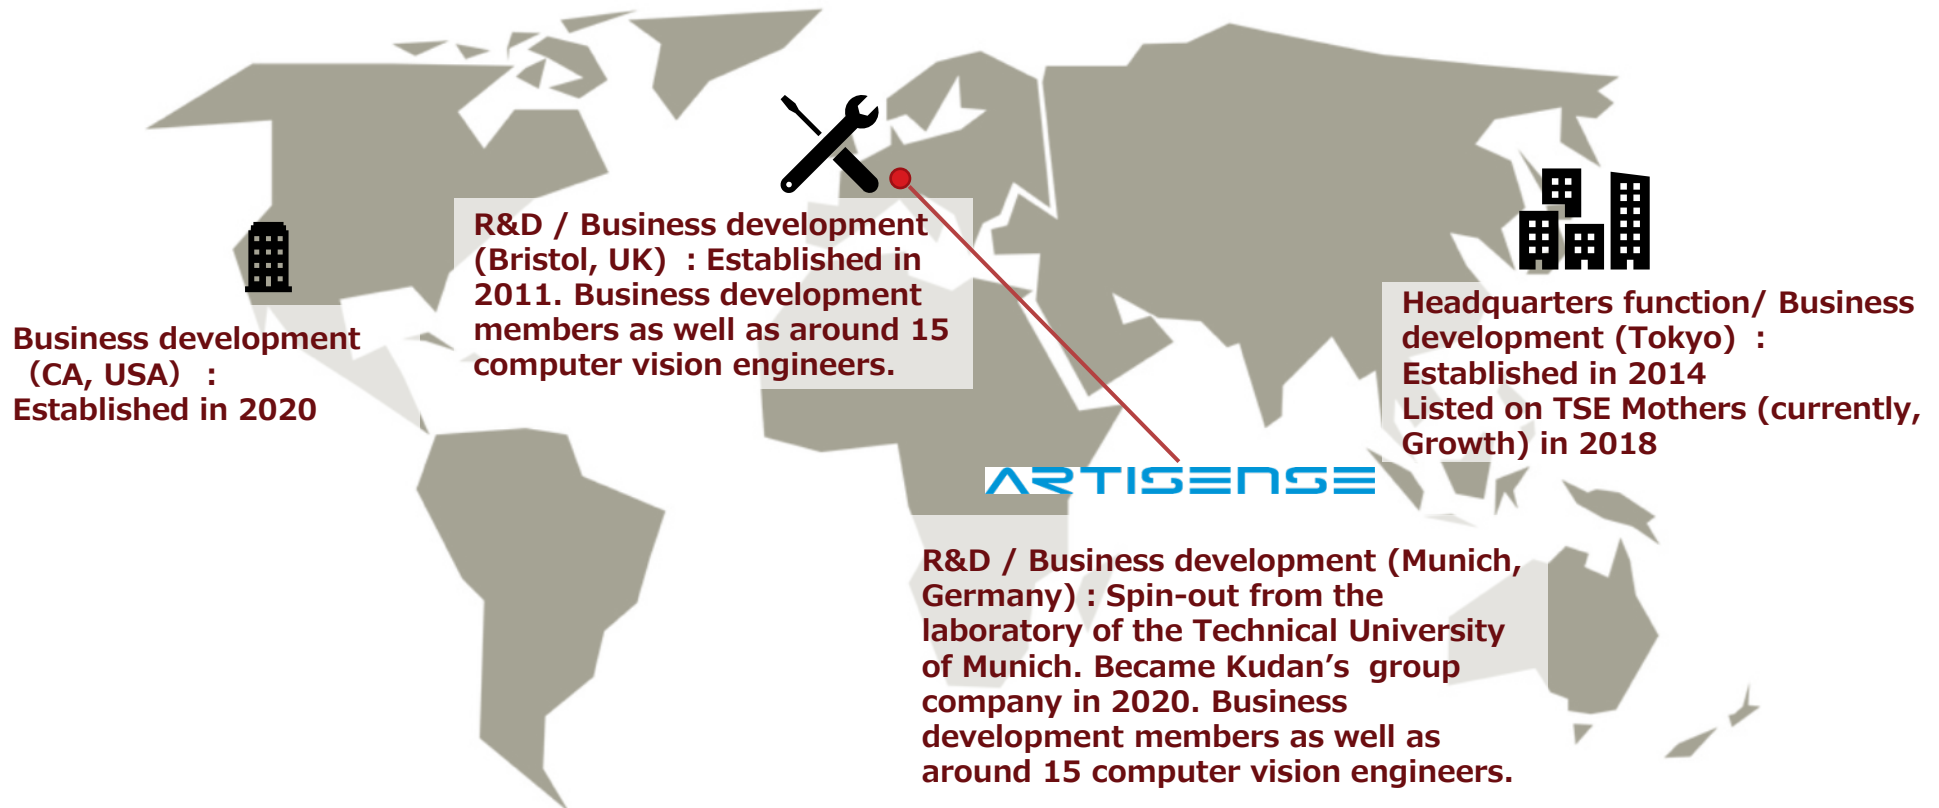 R&D / Business development
(Bristol, UK) : Established in
2011. Business development
members as well as around 15
computer vision engineers.
Business development
（CA, USA） :
Established in 2020
Headquarters function/ Business
development (Tokyo) :
Established in 2014
Listed on TSE Mothers (currently,
Growth) in 2018
ARTISENSE
R&D / Business development (Munich,
Germany) : Spin-out from the
laboratory of the Technical University
of Munich. Became Kudan’s group
company in 2020. Business
development members as well as
around 15 computer vision engineers.